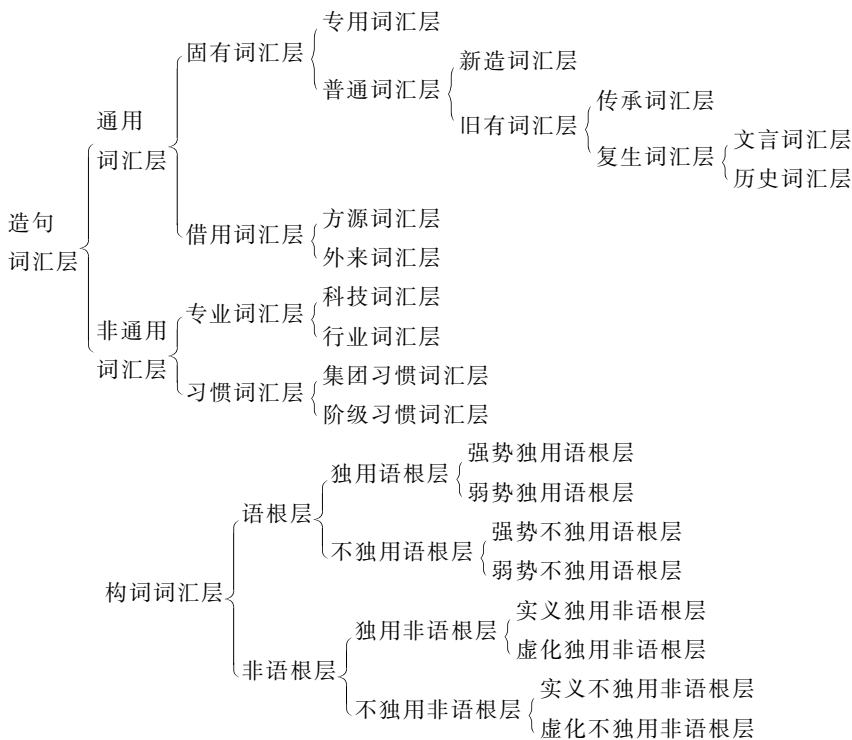 造句
词汇层
通用
词汇层
固有词汇层
专用词汇层
普通词汇层
新造词汇层
旧有词汇层
传承词汇层
复生词汇层
文言词汇层
历史词汇层
借用词汇层
方源词汇层
外来词汇层
非通用
词汇层
专业词汇层
科技词汇层
行业词汇层
习惯词汇层
集团习惯词汇层
阶级习惯词汇层
构词词汇层
语根层
独用语根层
强势独用语根层
弱势独用语根层
不独用语根层
强势不独用语根层
弱势不独用语根层
非语根层
独用非语根层
实义独用非语根层
虚化独用非语根层
不独用非语根层
实义不独用非语根层
虚化不独用非语根层